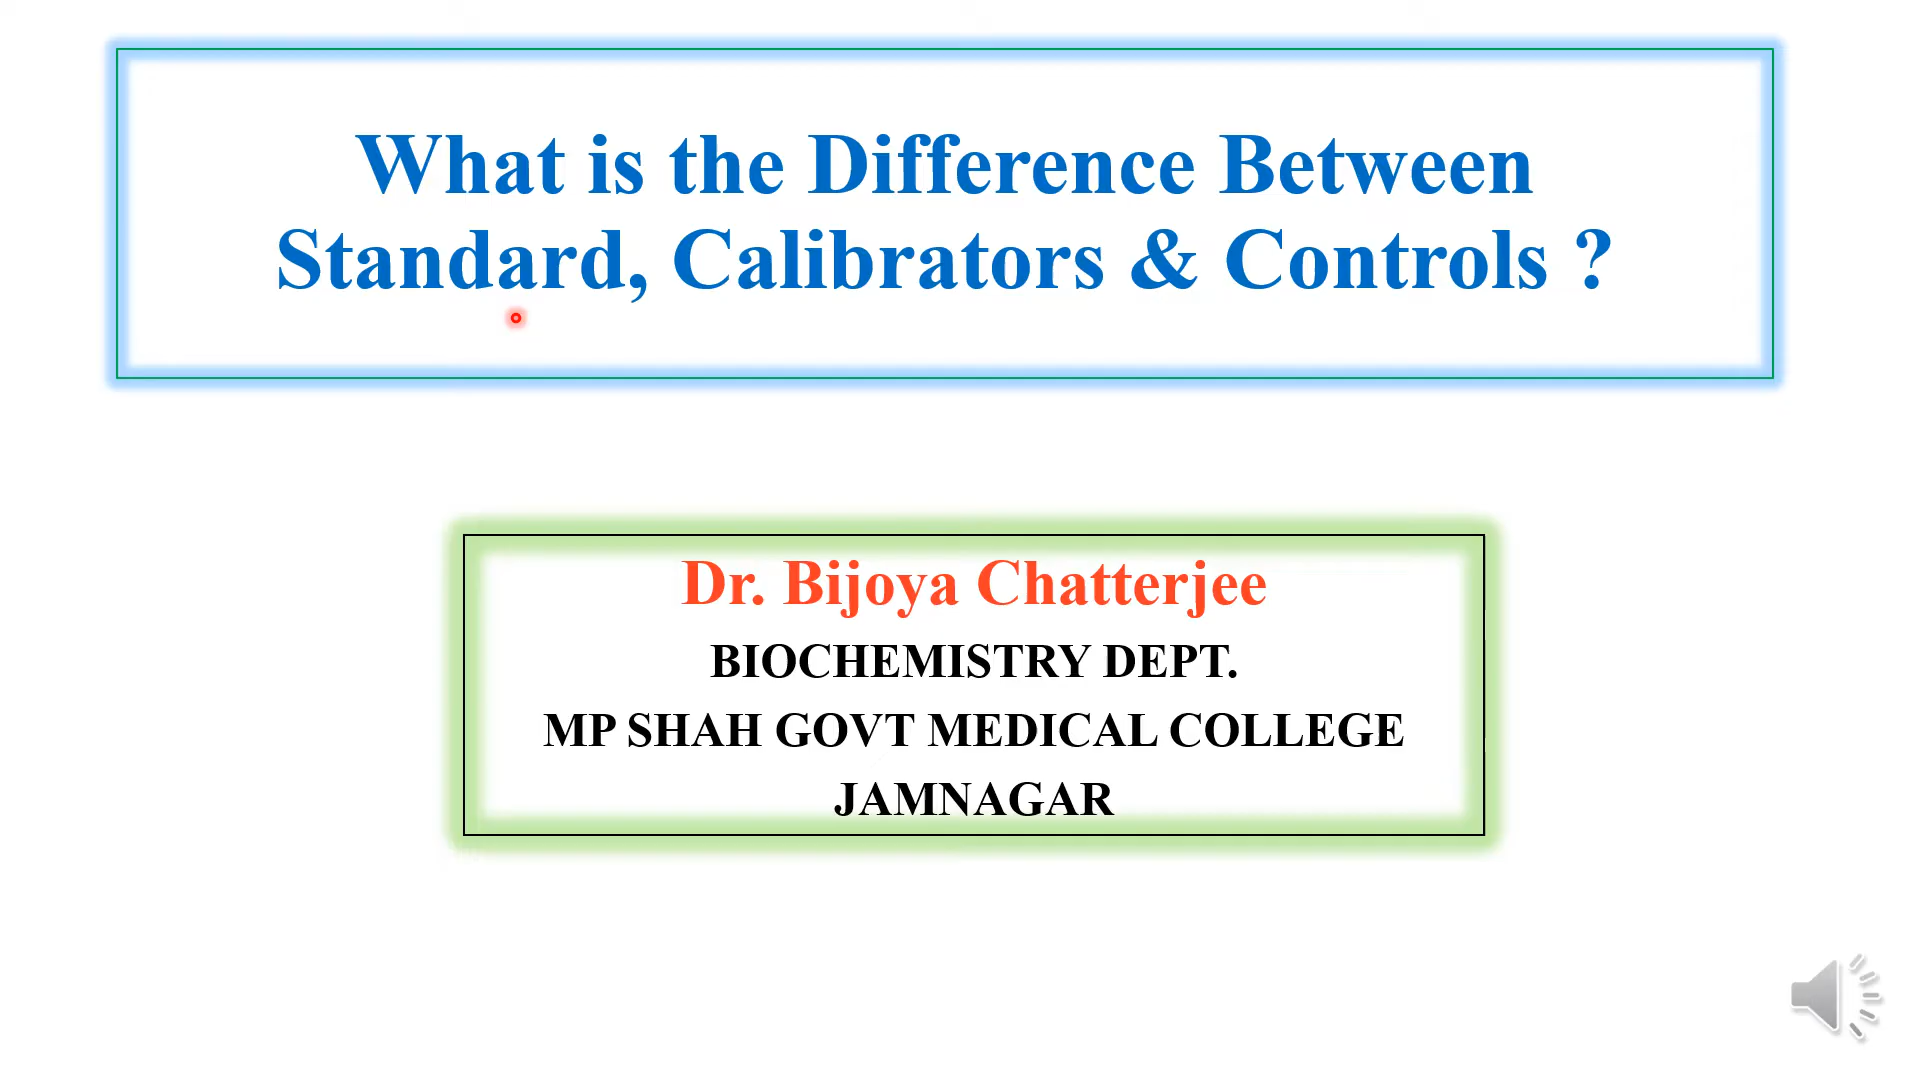 What is the Difference Between
Standard, Calibrators & Controls ?
Dr. Bijoya Chatterjee
BIOCHEMISTRY DEPT.
MP SHAH GOVT MEDICAL COLLEGE
JAMNAGAR